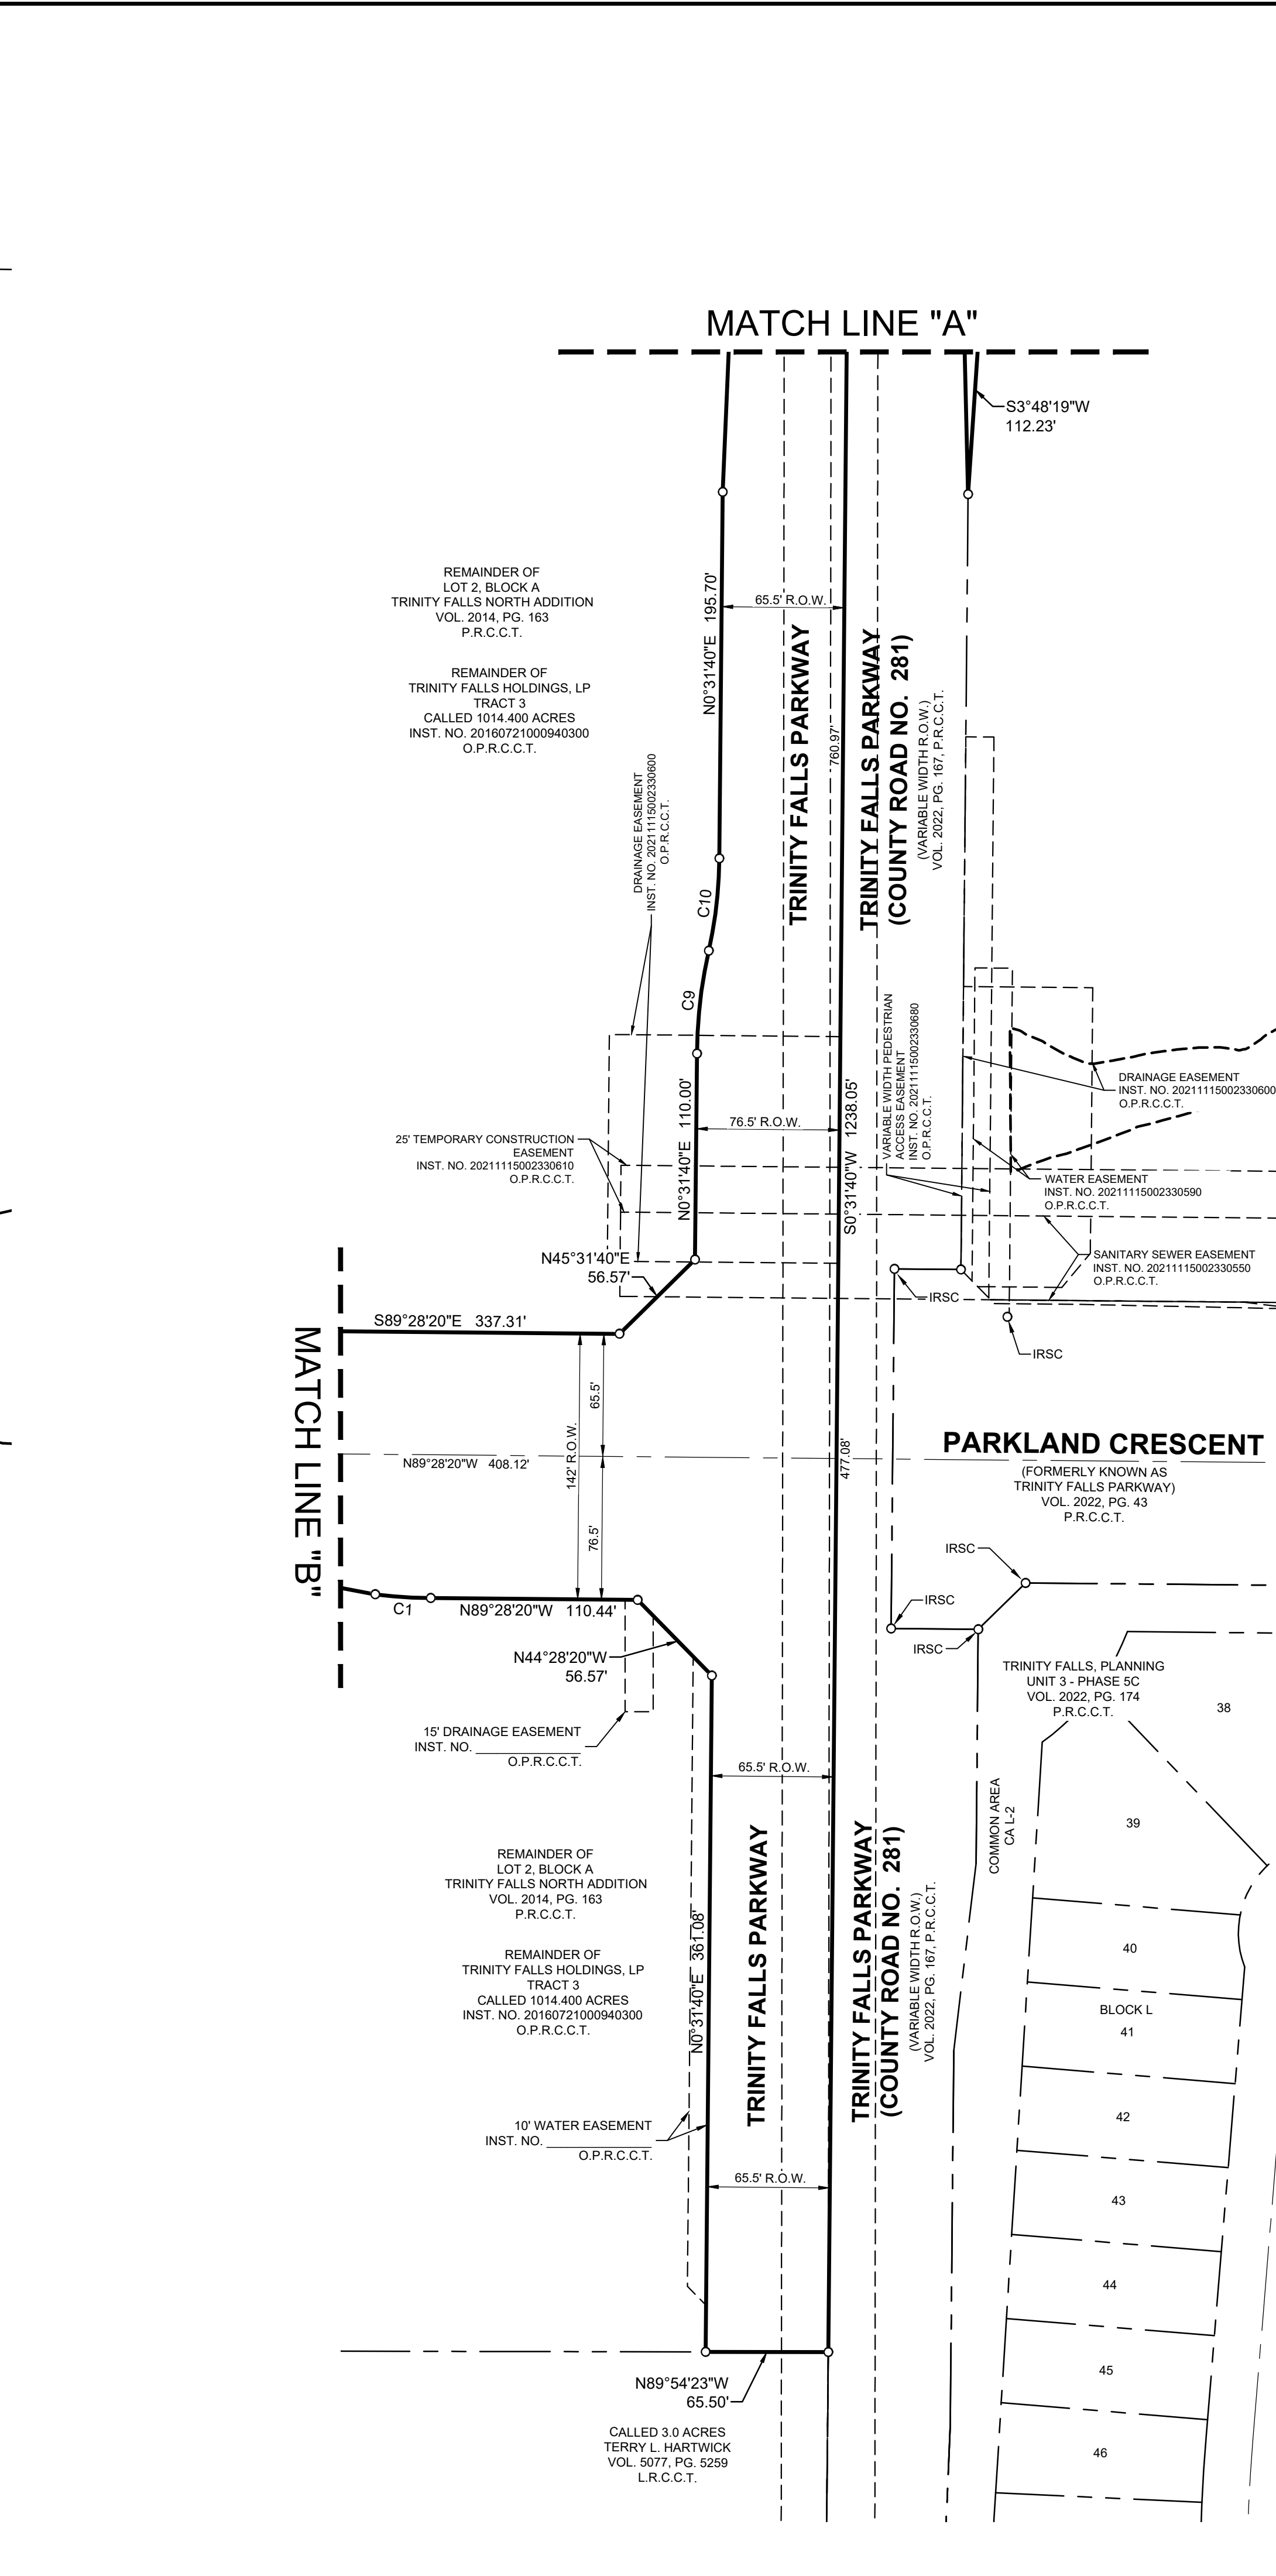 MATCH LINE "A"
S3°48'19"W
112.23'
REMAINDER OF
LOT 2, BLOCK A
TRINITY FALLS NORTH ADDITION
VOL. 2014, PG. 163
P.R.C.C.T.
REMAINDER OF
TRINITY FALLS HOLDINGS, LP
TRACT 3
CALLED 1014.400 ACRES
INST. NO. 20160721000940300
O.P.R.C.C.T.
N0°31'40"E 195.70'
65.5' R.O.W.
TRINITY FALLS PARKWAY
760.97'
TRINITY FALLS PARKWAY
(COUNTY ROAD NO. 281)
(VARIABLE WIDTH R.O.W.)
VOL. 2022, PG. 167, P.R.C.C.T.
DRAINAGE EASEMENT
INST. NO. 20211115002330600
O.P.R.C.C.T.
C10
C9
VARIABLE WIDTH PEDESTRIAN
ACCESS EASEMENT
INST. NO. 20211115002330680
O.P.R.C.C.T.
DRAINAGE EASEMENT
INST. NO. 20211115002330600
O.P.R.C.C.T.
N0°31'40"E 110.00'
76.5' R.O.W.
S0°31'40"W 1238.05'
25' TEMPORARY CONSTRUCTION
EASEMENT
INST. NO. 20211115002330610
O.P.R.C.C.T.
WATER EASEMENT
INST. NO. 20211115002330590
O.P.R.C.C.T.
SANITARY SEWER EASEMENT
INST. NO. 20211115002330550
O.P.R.C.C.T.
N45°31'40"E
56.57'
IRSC
IRSC
MATCH LINE "B"
S89°28'20"E 337.31'
65.5'
142' R.O.W.
N89°28'20"W 408.12'
76.5'
477.08'
PARKLAND CRESCENT
(FORMERLY KNOWN AS
TRINITY FALLS PARKWAY)
VOL. 2022, PG. 43
P.R.C.C.T.
IRSC
IRSC
IRSC
C1
N89°28'20"W 110.44'
N44°28'20"W
56.57'
15' DRAINAGE EASEMENT
INST. NO.
O.P.R.C.C.T.
TRINITY FALLS, PLANNING
UNIT 3 - PHASE 5C
VOL. 2022, PG. 174
P.R.C.C.T.
38
65.5' R.O.W.
COMMON AREA
CA L-2
39
REMAINDER OF
LOT 2, BLOCK A
TRINITY FALLS NORTH ADDITION
VOL. 2014, PG. 163
P.R.C.C.T.
REMAINDER OF
TRINITY FALLS HOLDINGS, LP
TRACT 3
CALLED 1014.400 ACRES
INST. NO. 20160721000940300
O.P.R.C.C.T.
N0°31'40"E 361.08'
TRINITY FALLS PARKWAY
TRINITY FALLS PARKWAY
(COUNTY ROAD NO. 281)
(VARIABLE WIDTH R.O.W.)
VOL. 2022, PG. 167, P.R.C.C.T.
40
BLOCK L
41
42
10' WATER EASEMENT
INST. NO.
O.P.R.C.C.T.
65.5' R.O.W.
43
44
45
46
N89°54'23"W
65.50'
CALLED 3.0 ACRES
TERRY L. HARTWICK
VOL. 5077, PG. 5259
L.R.C.C.T.